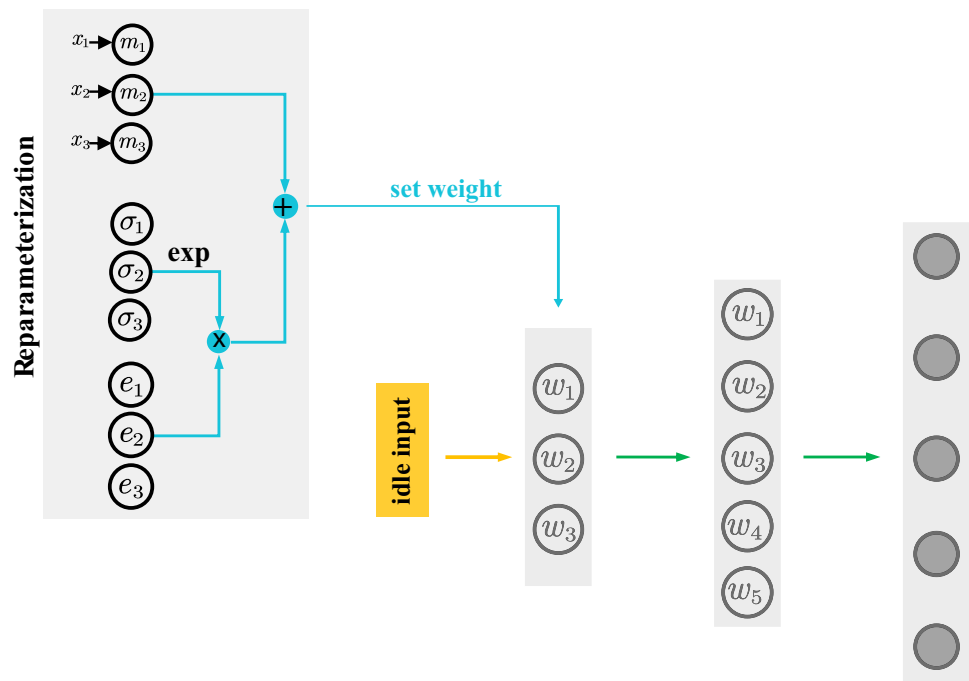 Reparameterization
x₁
m₁
x₂
m₂
x₃
m₃
σ₁
exp
σ₂
σ₃
e₁
e₂
e₃
+
x
set weight
idle input
w₁
w₂
w₃
w₁
w₂
w₃
w₄
w₅